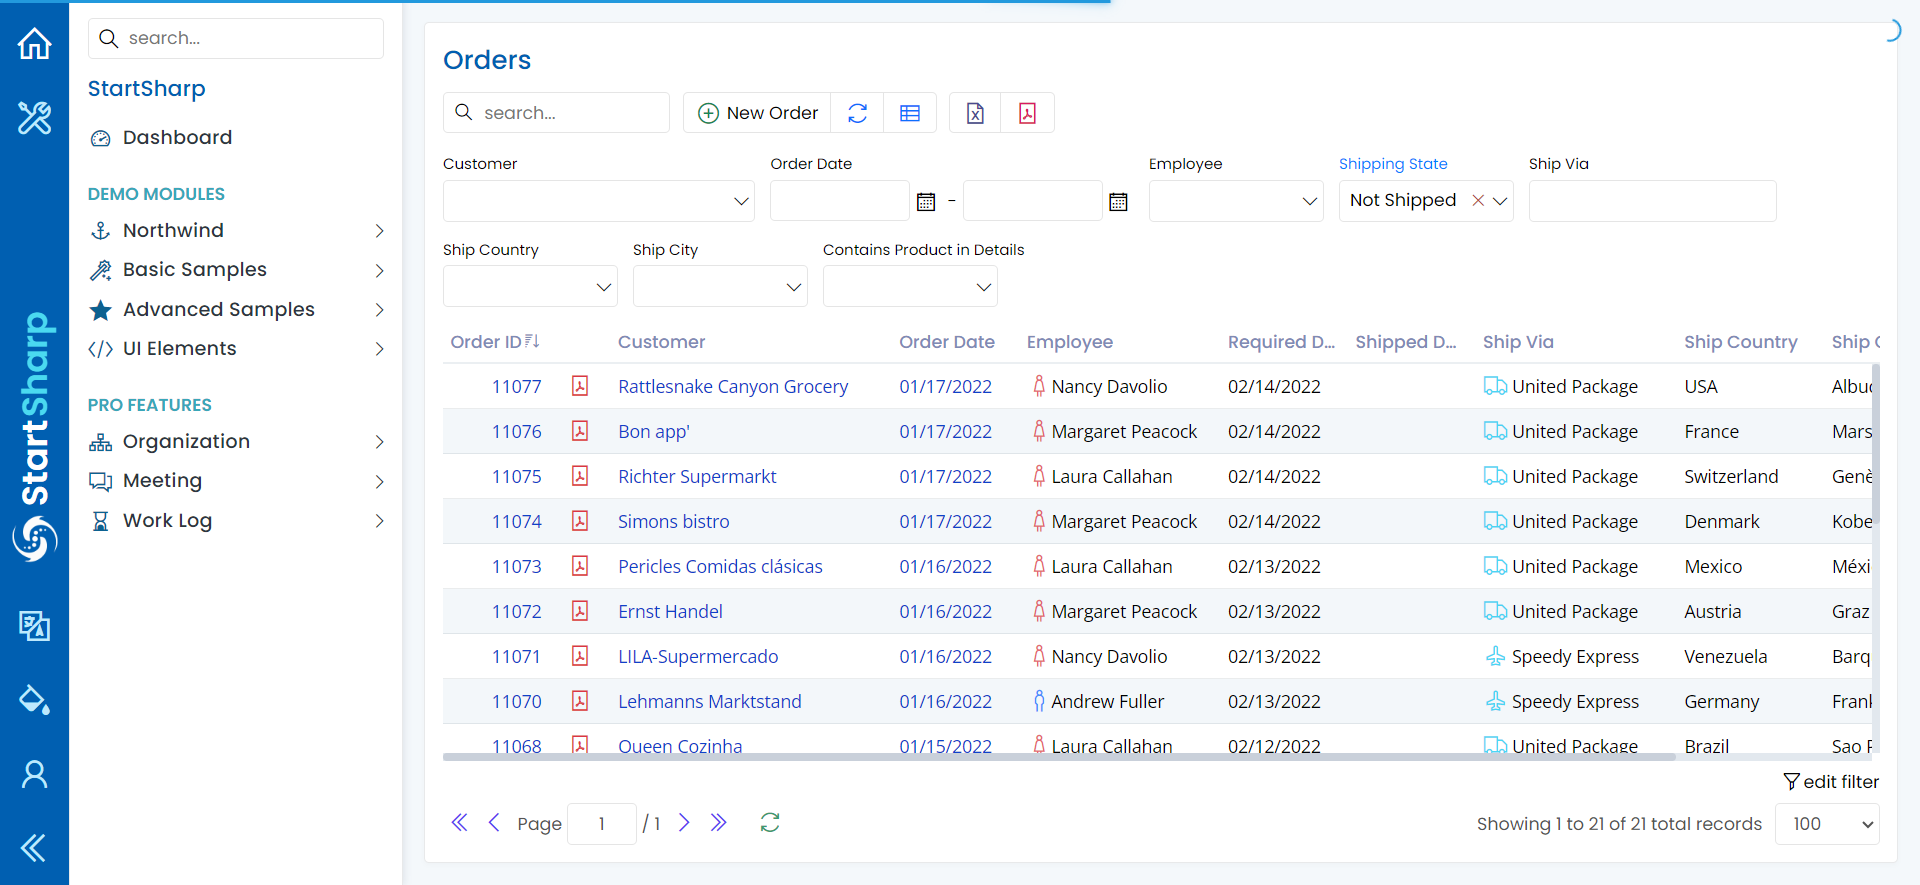 search...
StartSharp
Dashboard
DEMO MODULES
Northwind
Basic Samples
Advanced Samples
UI Elements
PRO FEATURES
Organization
Meeting
Work Log
StartSharp
Orders
search...
New Order
Customer
Order Date
Employee
Shipping State
Ship Via
-
Not Shipped
Ship Country
Ship City
Contains Product in Details
Order ID Customer Order Date Employee Required D... Shipped D... Ship Via Ship Country Ship
11077 Rattlesnake Canyon Grocery 01/17/2022 Nancy Davolio 02/14/2022 United Package USA
11076 Bon app' 01/17/2022 Margaret Peacock 02/14/2022 United Package France Mars
11075 Richter Supermarkt 01/17/2022 Laura Callahan 02/14/2022 United Package Switzerland Genè
11074 Simons bistro 01/17/2022 Margaret Peacock 02/14/2022 United Package Denmark Kobe
11073 Pericles Comidas clásicas 01/16/2022 Laura Callahan 02/13/2022 United Package Mexico Méxi
11072 Ernst Handel 01/16/2022 Margaret Peacock 02/13/2022 United Package Austria Graz
11071 LILA-Supermercado 01/16/2022 Nancy Davolio 02/13/2022 Speedy Express Venezuela Barq
11070 Lehmanns Marktstand 01/16/2022 Andrew Fuller 02/13/2022 Speedy Express Germany Frank
11068 Queen Cozinha 01/15/2022 Laura Callahan 02/12/2022 United Package Brazil Sao
edit filter
Page 1 / 1
Showing 1 to 21 of 21 total records 100